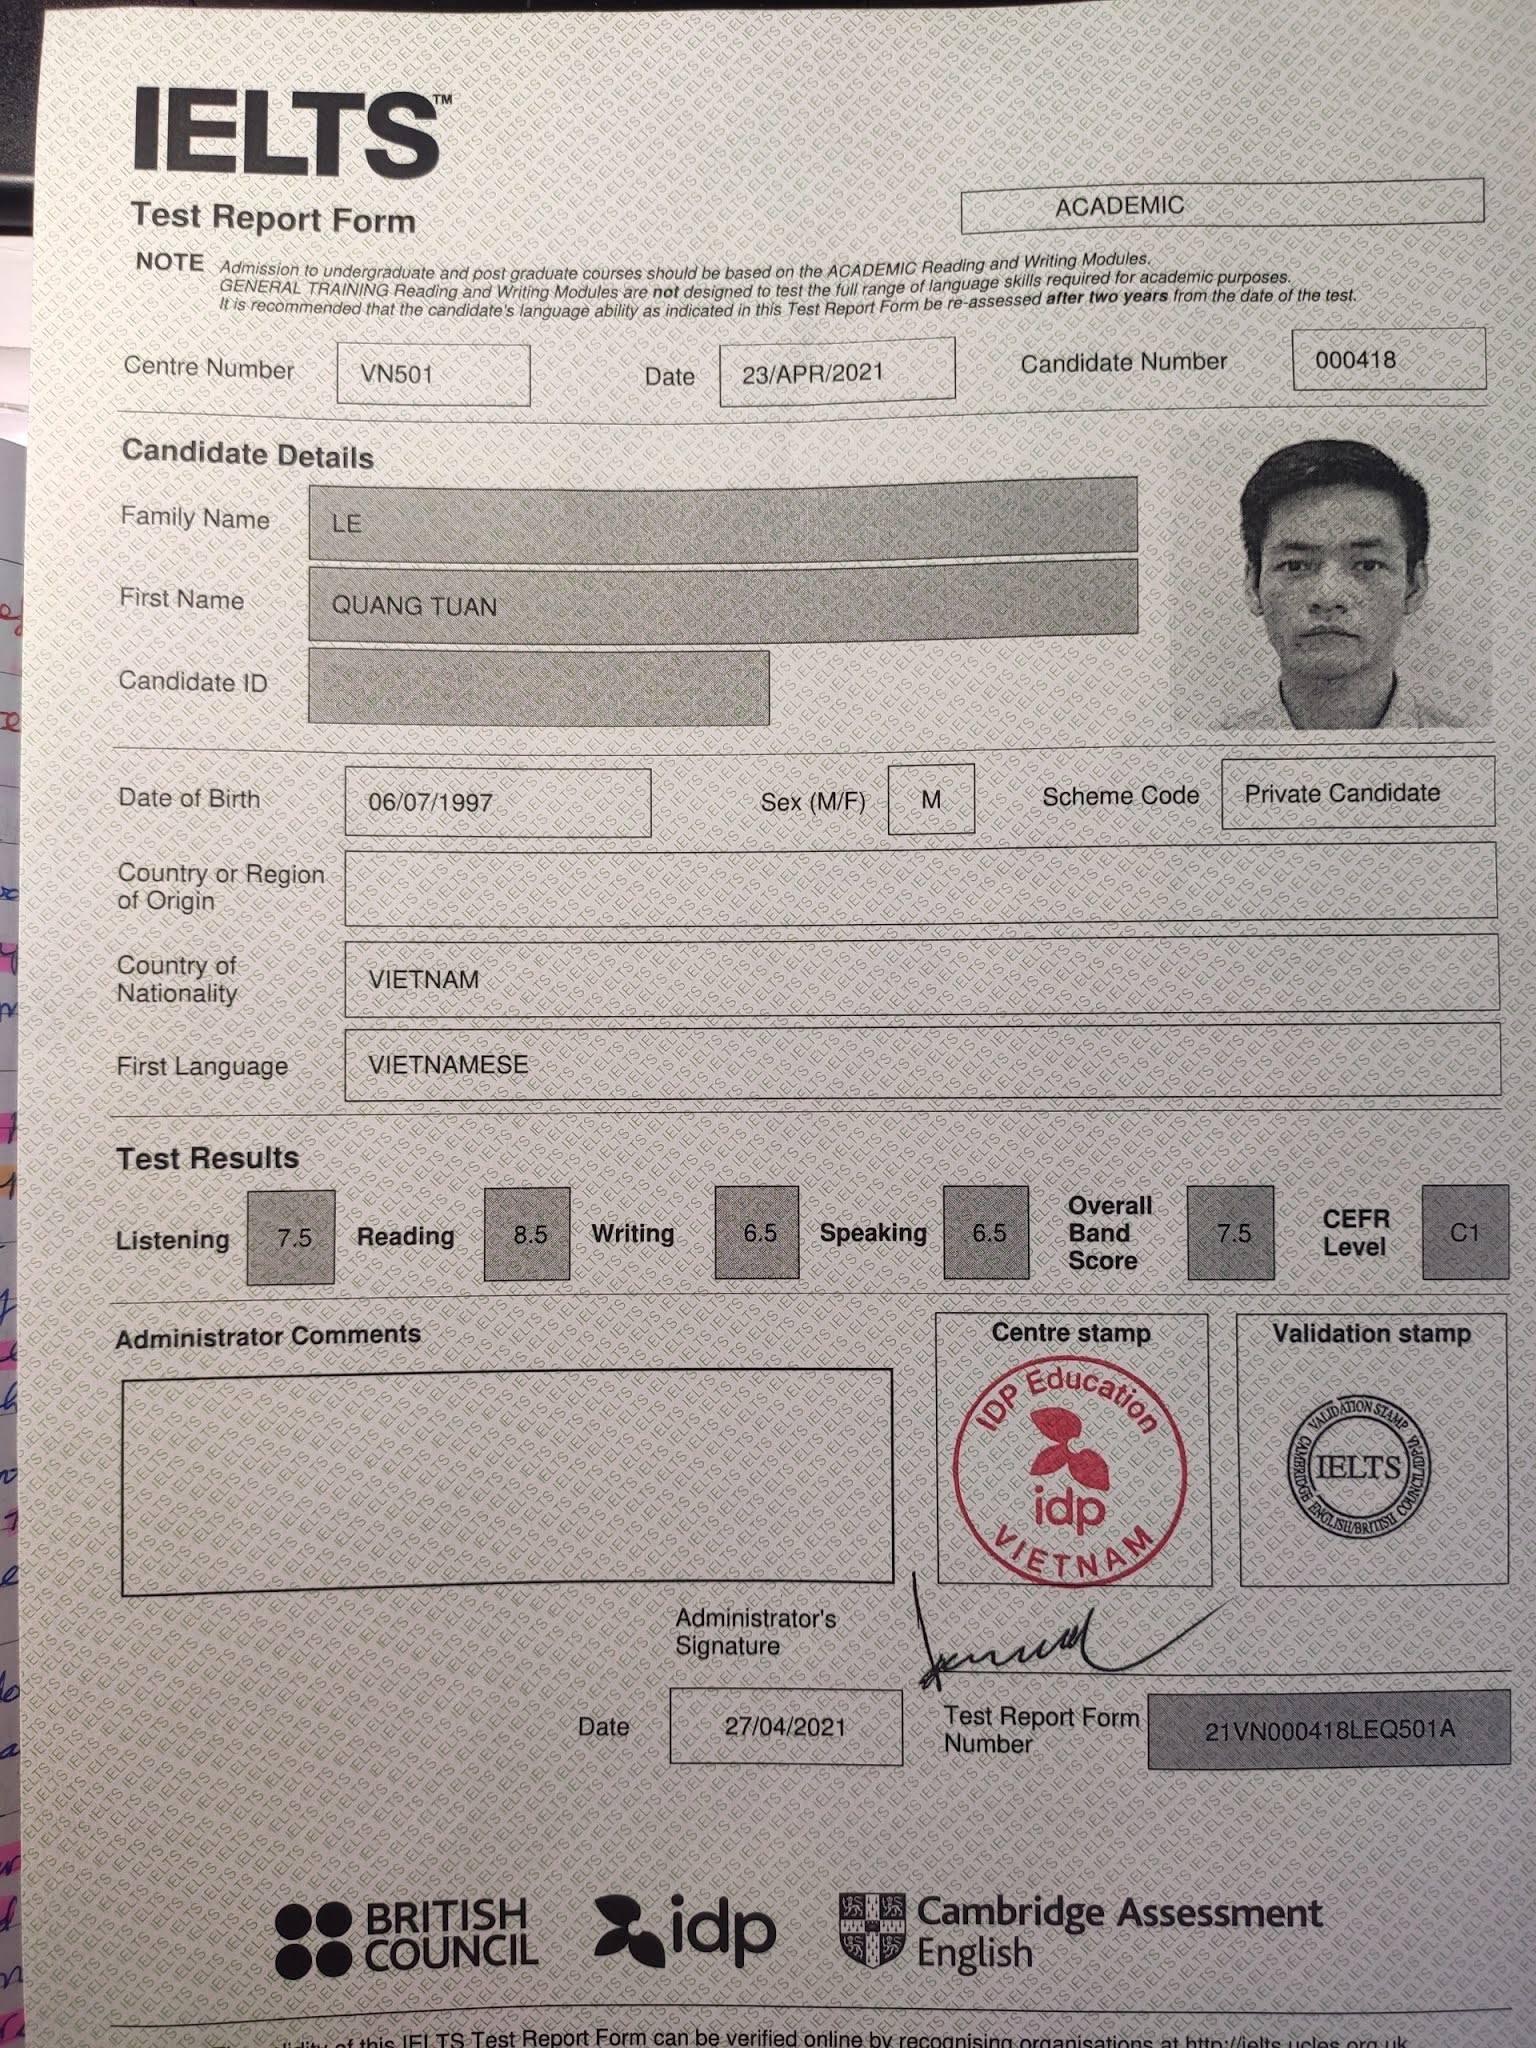 IELTS™
Test Report Form
ACADEMIC
NOTE Admission to undergraduate and post graduate courses should be based on the ACADEMIC Reading and Writing Modules.
GENERAL TRAINING Reading and Writing Modules are not designed to test the full range of language skills required for academic purposes.
It is recommended that the candidate's language ability as indicated in this Test Report Form be re-assessed after two years from the date of the test.
Centre Number VN501 Date 23/APR/2021 Candidate Number 000418
Candidate Details
Family Name LE
First Name QUANG TUAN
Candidate ID
Date of Birth 06/07/1997 Sex (M/F) M Scheme Code Private Candidate
Country or Region
of Origin
Country of
Nationality VIETNAM
First Language VIETNAMESE
Test Results
Listening 7.5 Reading 8.5 Writing 6.5 Speaking 6.5 Overall Band Score 7.5 CEFR Level C1
Administrator Comments
Centre stamp
IDP Education
idp
VIETNAM
Validation stamp
VALIDATION STAMP
IELTS
CAMBRIDGE ENGLISH/BRITISH COUNCIL/IDP:IA
Administrator's
Signature
Date 27/04/2021
Test Report Form
Number 21VN000418LEQ501A
BRITISH
COUNCIL
idp
Cambridge Assessment
English
of this IELTS Test Report Form can be verified online by recognising organisations at http://ielts.ucles.org.uk